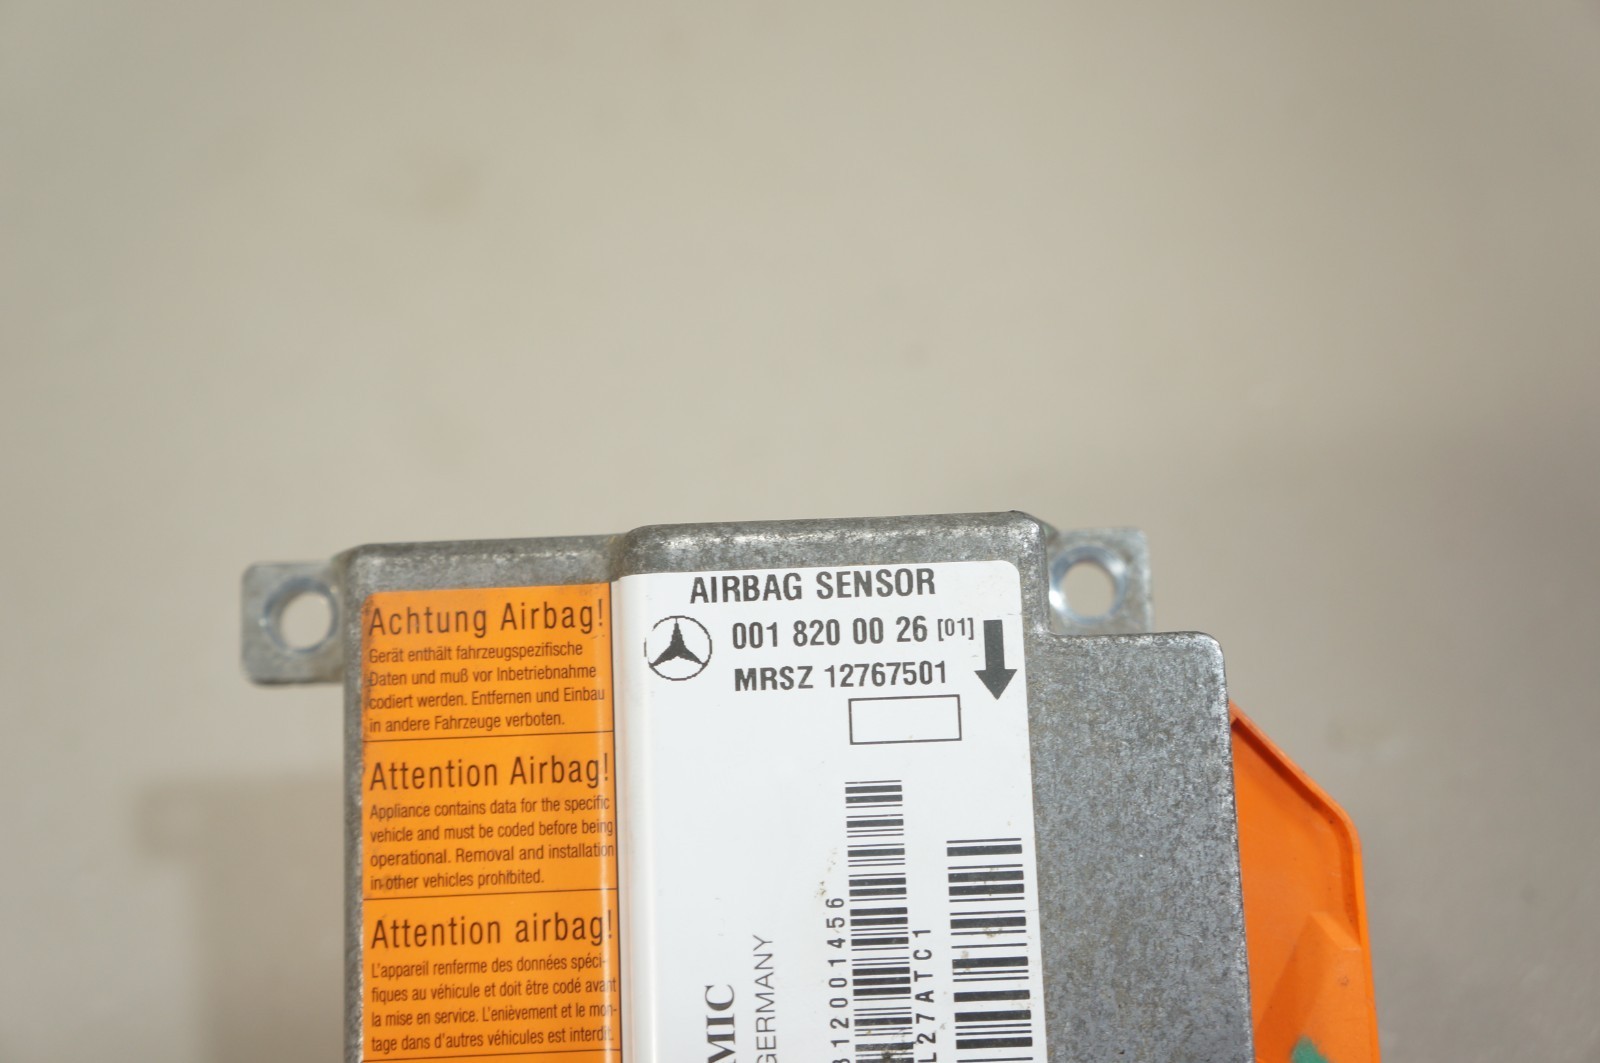 Achtung Airbag!
Gerät enthält fahrzeugspezifische
Daten und muß vor Inbetriebnahme
codiert werden. Entfernen und Einbau
in andere Fahrzeuge verboten.
Attention Airbag!
Appliance contains data for the specific
vehicle and must be coded before being
operational. Removal and installation
in other vehicles prohibited.
Attention airbag!
L'appareil renferme des données spéci-
fiques au véhicule et doit être codé avant
la mise en service. L'enièvement et le mon-
tage dans d'autres véhicules est interdit.
AIRBAG SENSOR
001 820 00 26 [01]
MRSZ 12767501
MIC
GERMANY
312001456
L27ATC1